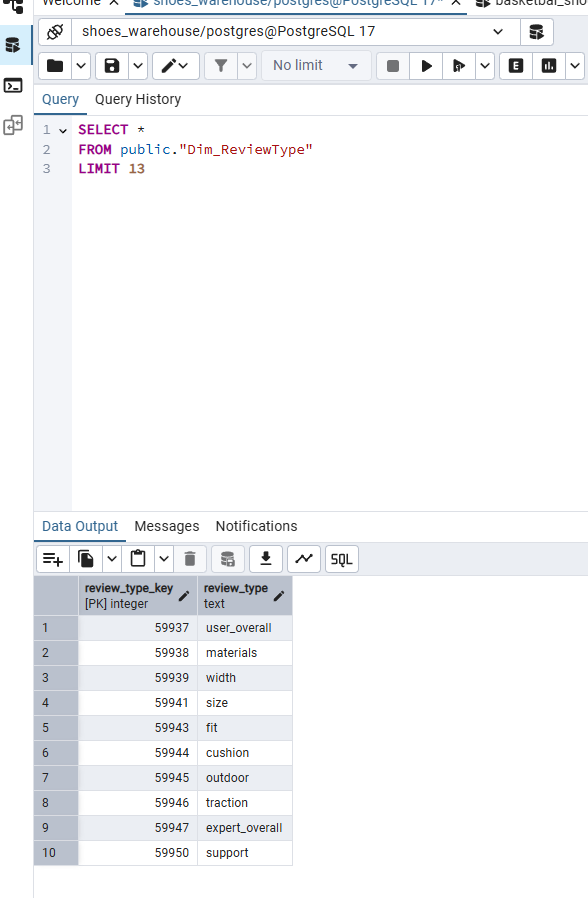 Welcome
shoes_warehouse/postgres@PostgreSQL 17*
shoes_warehouse/postgres@PostgreSQL 17
No limit
E
Query Query History
1 SELECT *
2 FROM public."Dim_ReviewType"
3 LIMIT 13
Data Output Messages Notifications
SQL
review_type_key review_type
[PK] integer text
1 59937 user_overall
2 59938 materials
3 59939 width
4 59941 size
5 59943 fit
6 59944 cushion
7 59945 outdoor
8 59946 traction
9 59947 expert_overall
10 59950 support